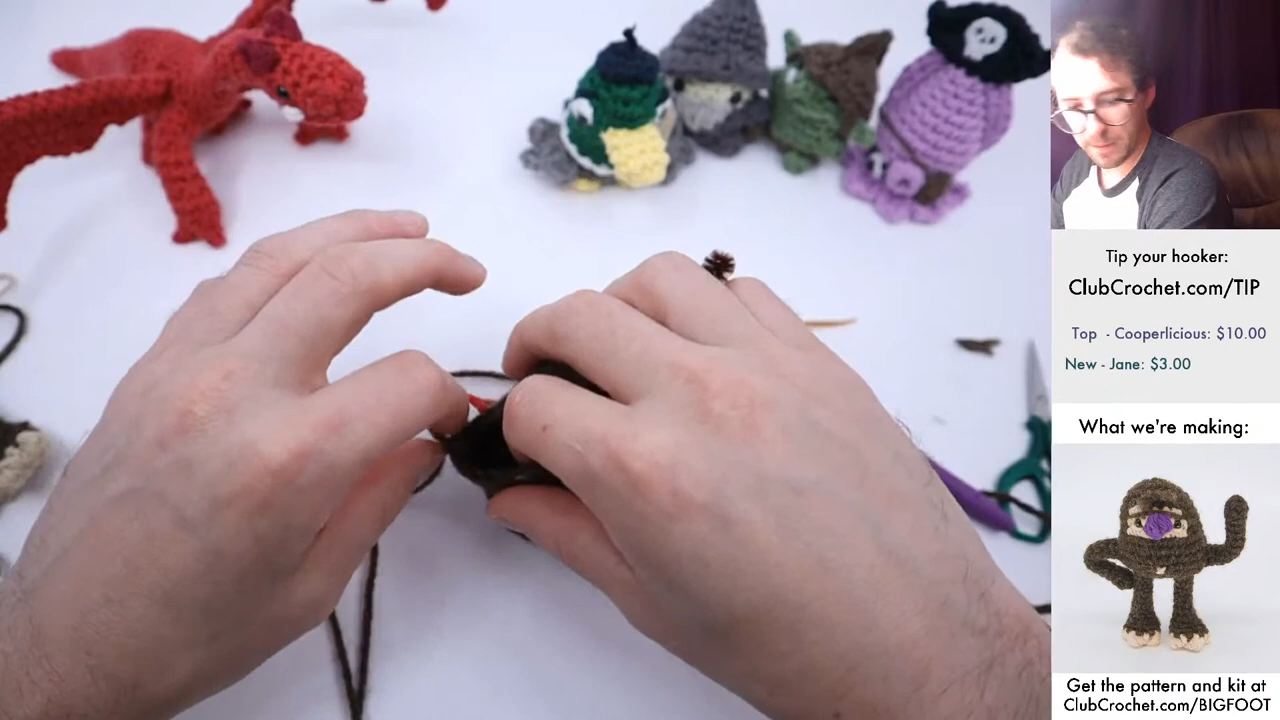 Tip your hooker:
ClubCrochet.com/TIP
Top - Cooperlicious: $10.00
New - Jane: $3.00
What we're making:
Get the pattern and kit at
ClubCrochet.com/BIGFOOT